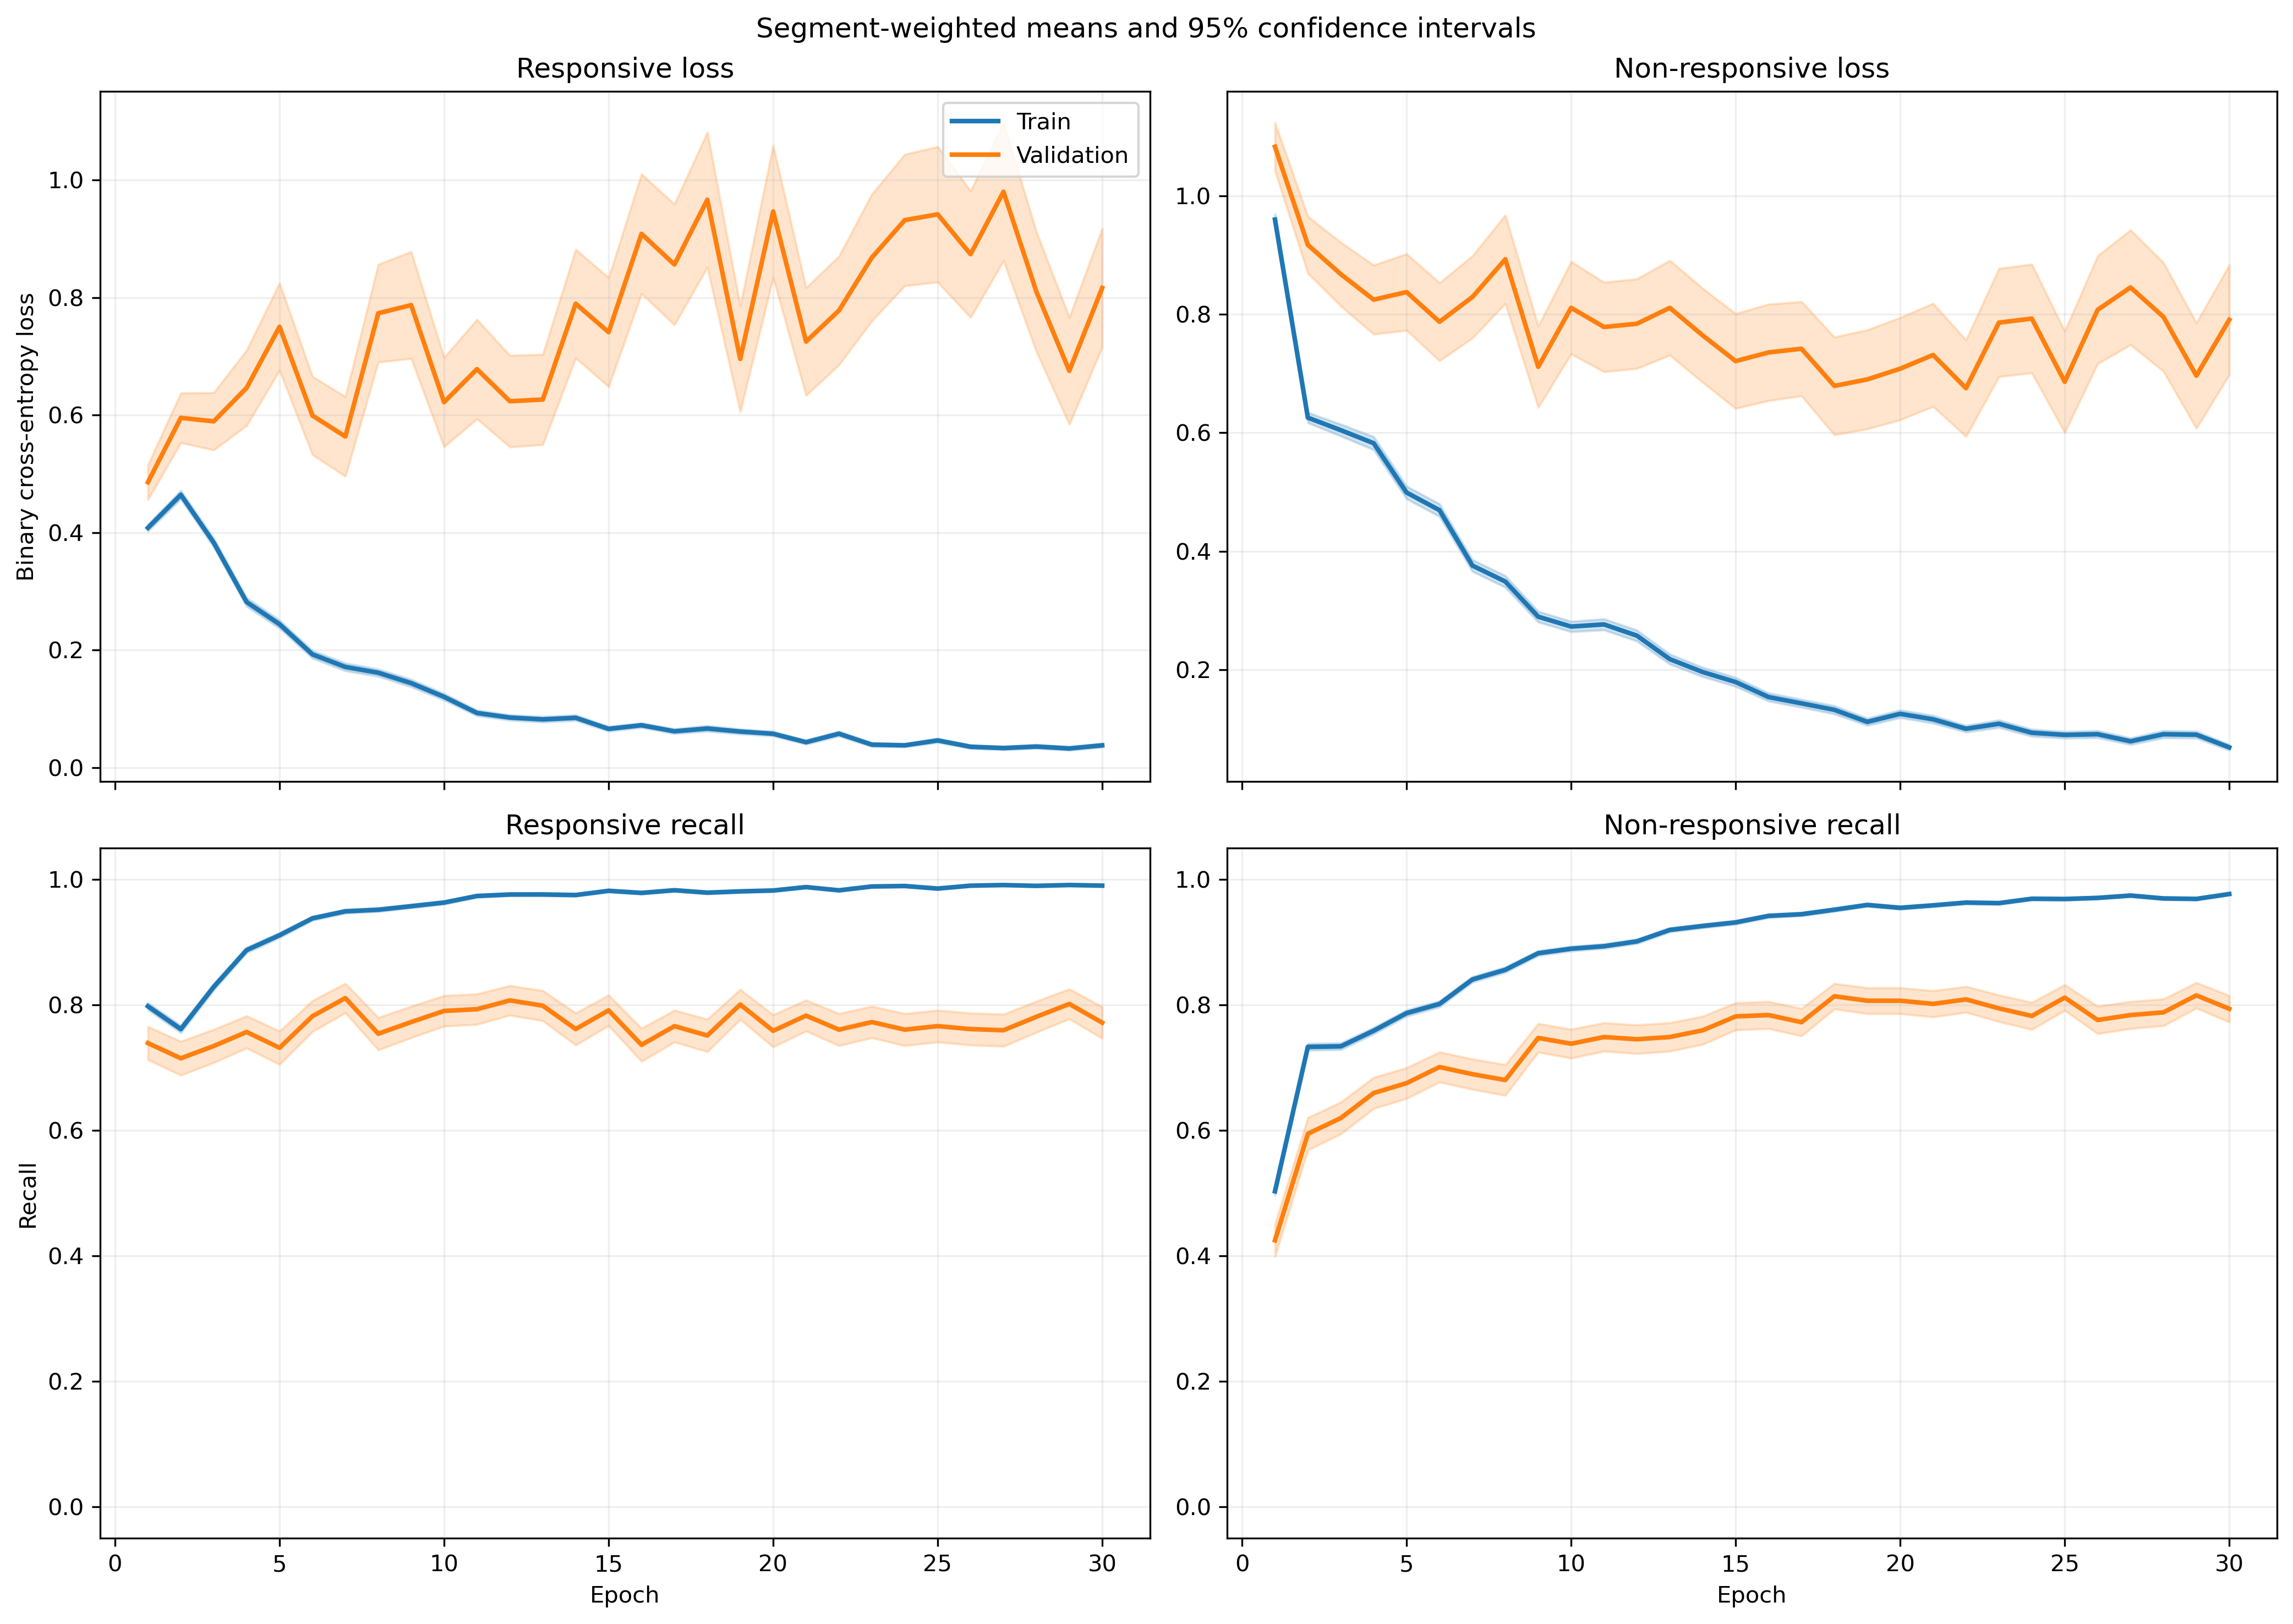 Segment-weighted means and 95% confidence intervals
Responsive loss
Non-responsive loss
Train
Validation
Binary cross-entropy loss
1.0
0.8
0.6
0.4
0.2
0.0
1.0
0.8
0.6
0.4
0.2
Responsive recall
Non-responsive recall
Recall
1.0
0.8
0.6
0.4
0.2
0.0
0 5 10 15 20 25 30
Epoch
1.0
0.8
0.6
0.4
0.2
0.0
0 5 10 15 20 25 30
Epoch